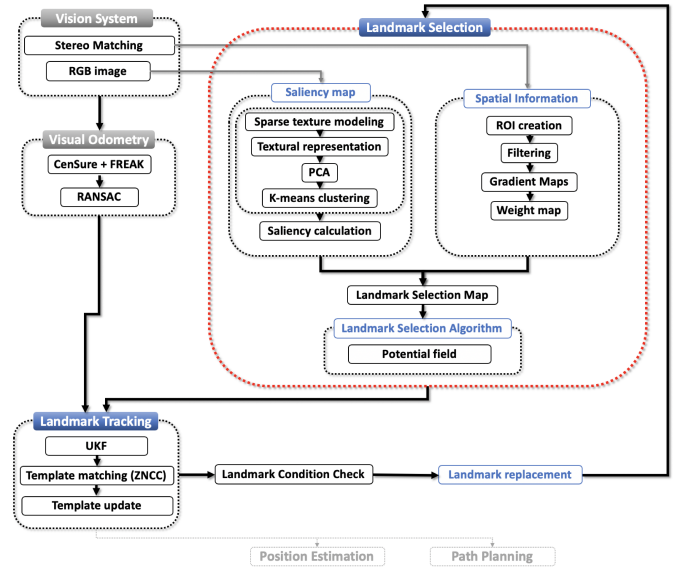 Vision System
Stereo Matching
RGB image
Visual Odometry
CenSure + FREAK
RANSAC
Landmark Selection
Saliency map
Sparse texture modeling
Textural representation
PCA
K-means clustering
Saliency calculation
Spatial Information
ROI creation
Filtering
Gradient Maps
Weight map
Landmark Selection Map
Landmark Selection Algorithm
Potential field
Landmark Tracking
UKF
Template matching (ZNCC)
Template update
Landmark Condition Check
Landmark replacement
Position Estimation
Path Planning